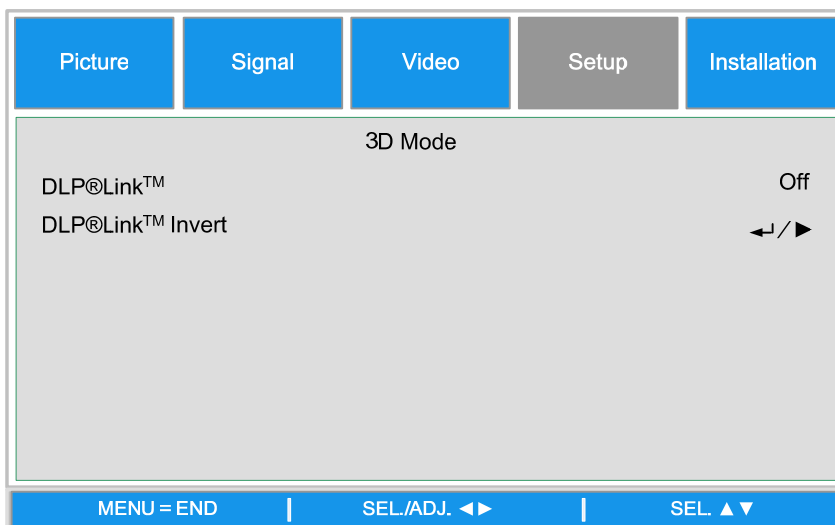 Picture Signal Video Setup Installation
3D Mode
DLP®Link™ Off
DLP®Link™ Invert ↵/►
MENU = END | SEL./ADJ. ◄► | SEL. ▲▼